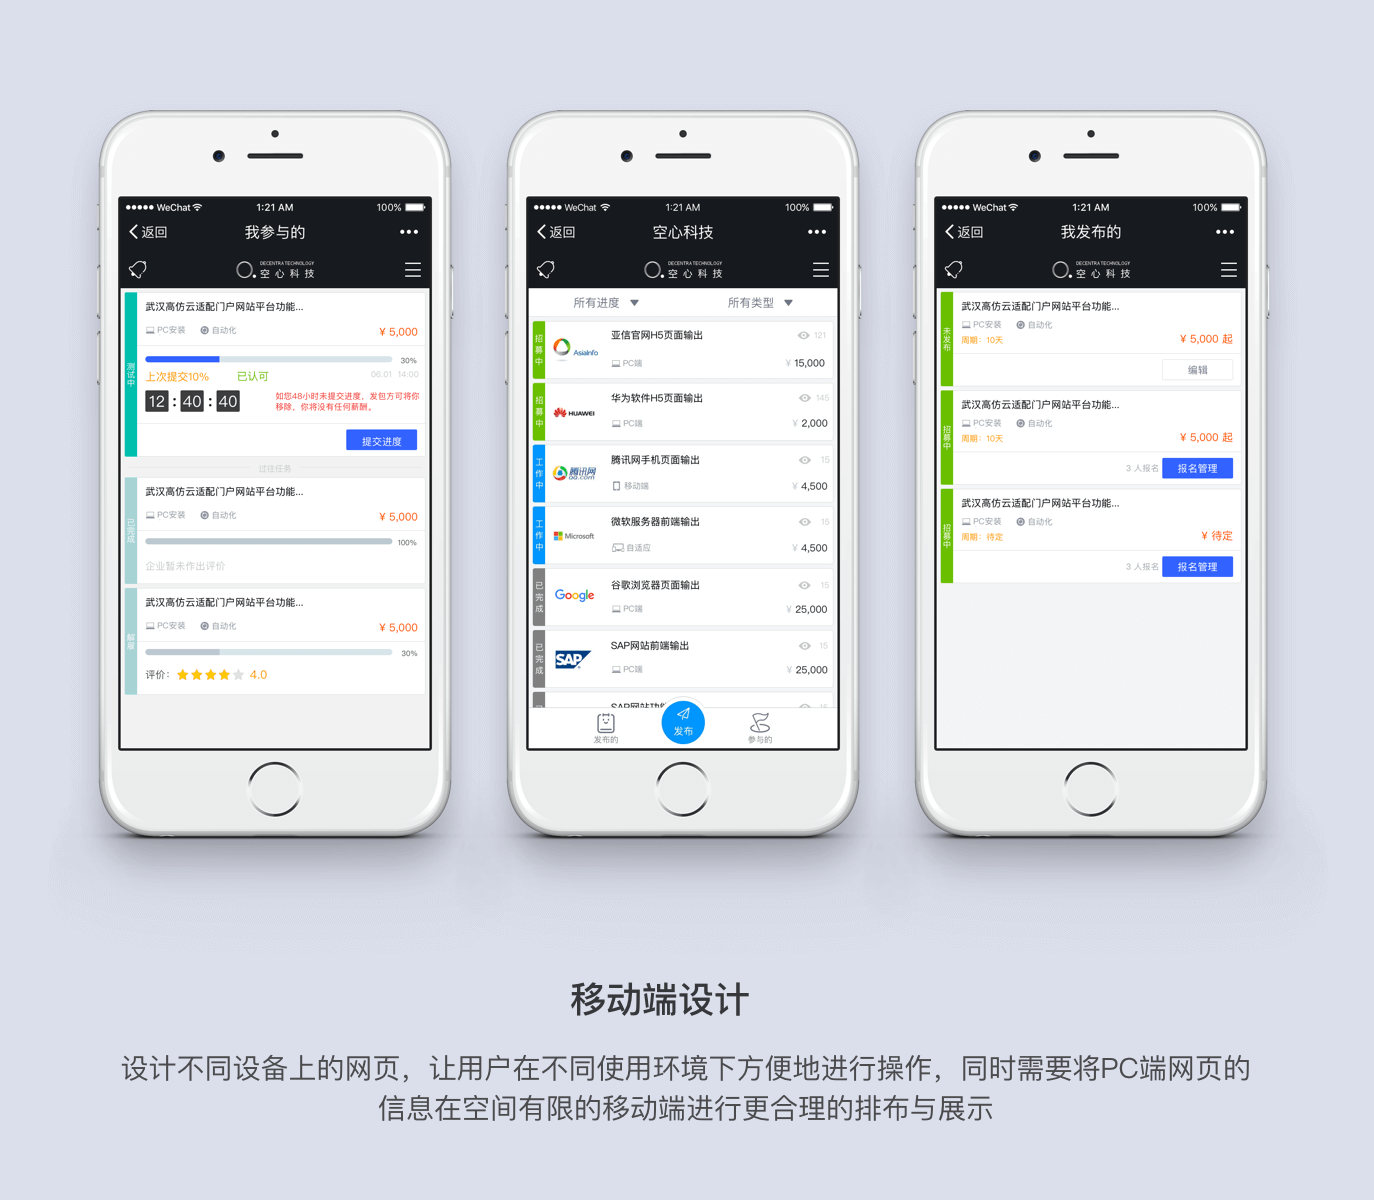 WeChat 1:21 AM 100%
返回 我参与的
DECENTRA TECHNOLOGY
空心科技
测试中
武汉高仿云适配门户网站平台功能...
PC安装 自动化 ¥ 5,000
30%
上次提交10% 已认可 06.01 14:00
12 : 40 : 40
如您48小时未提交进度，发包方可将你
移除，你将没有任何薪酬。
提交进度
过往任务
已完成
武汉高仿云适配门户网站平台功能...
PC安装 自动化 ¥ 5,000
100%
企业暂未作出评价
解雇
武汉高仿云适配门户网站平台功能...
PC安装 自动化 ¥ 5,000
30%
评价： 4.0
WeChat 1:21 AM 100%
返回 空心科技
DECENTRA TECHNOLOGY
空心科技
所有进度 所有类型
招募中
AsiaInfo
亚信官网H5页面输出 121
PC端 ¥ 15,000
招募中
HUAWEI
华为软件H5页面输出 145
PC端 ¥ 2,000
工作中
腾讯网
QQ.com
腾讯网手机页面输出 15
移动端 ¥ 4,500
工作中
Microsoft
微软服务器前端输出 15
自适应 ¥ 4,500
已完成
Google
谷歌浏览器页面输出 15
PC端 ¥ 25,000
已完成
SAP
SAP网站前端输出 15
PC端 ¥ 25,000
SAP网站功 15
发布的 发布 参与的
WeChat 1:21 AM 100%
返回 我发布的
DECENTRA TECHNOLOGY
空心科技
未发布
武汉高仿云适配门户网站平台功能...
PC安装 自动化
周期：10天 ¥ 5,000 起
编辑
招募中
武汉高仿云适配门户网站平台功能...
PC安装 自动化
周期：10天 ¥ 5,000 起
3 人报名 报名管理
招募中
武汉高仿云适配门户网站平台功能...
PC安装 自动化
周期：待定 ¥ 待定
3 人报名 报名管理
移动端设计
设计不同设备上的网页，让用户在不同使用环境下方便地进行操作，同时需要将PC端网页的
信息在空间有限的移动端进行更合理的排布与展示